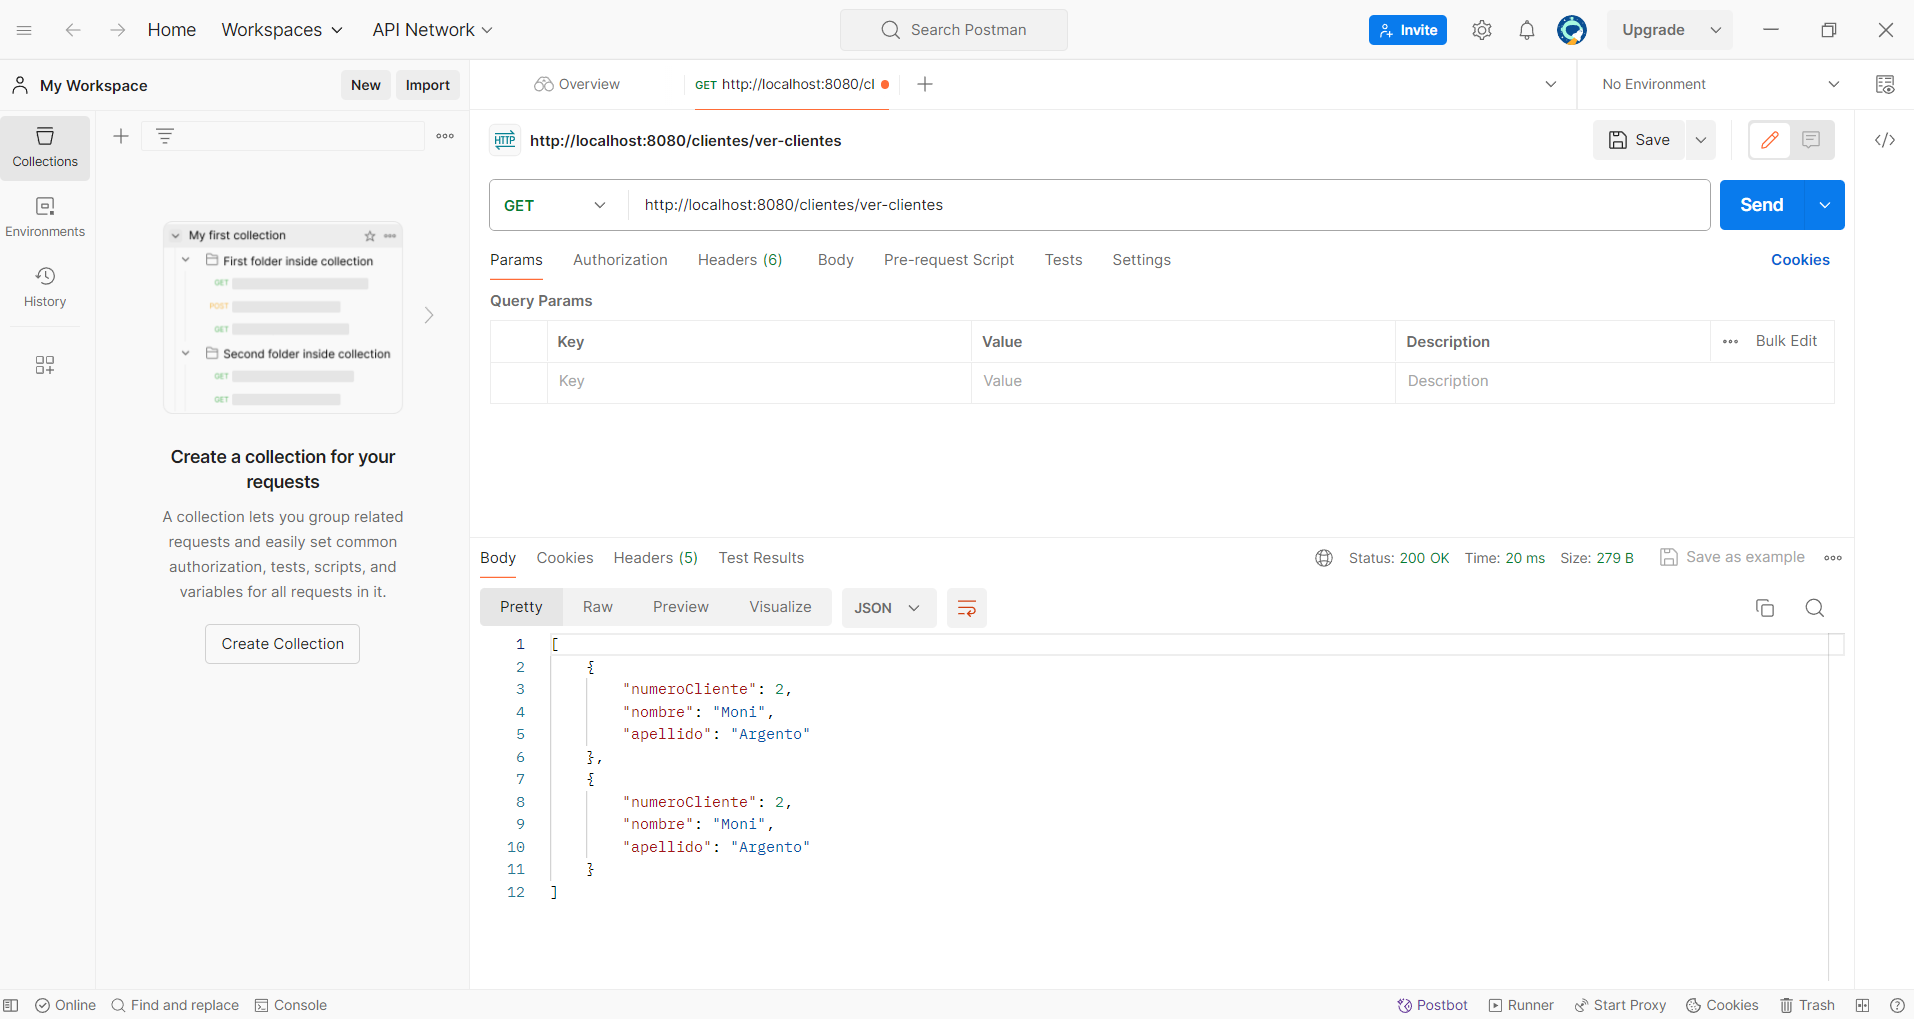 Home Workspaces API Network Search Postman Invite Upgrade
My Workspace New Import Overview GET http://localhost:8080/cl No Environment
Collections
Environments
History
My first collection
First folder inside collection
GET
POST
GET
Second folder inside collection
GET
GET
Create a collection for your
requests
A collection lets you group related
requests and easily set common
authorization, tests, scripts, and
variables for all requests in it.
Create Collection
HTTP http://localhost:8080/clientes/ver-clientes Save
GET http://localhost:8080/clientes/ver-clientes Send
Params Authorization Headers (6) Body Pre-request Script Tests Settings Cookies
Query Params
Key Value Description Bulk Edit
Key Value Description
Body Cookies Headers (5) Test Results Status: 200 OK Time: 20 ms Size: 279 B Save as example
Pretty Raw Preview Visualize JSON
1 [
2 {
3 "numeroCliente": 2,
4 "nombre": "Moni",
5 "apellido": "Argento"
6 },
7 {
8 "numeroCliente": 2,
9 "nombre": "Moni",
10 "apellido": "Argento"
11 }
12 ]
Online Find and replace Console Postbot Runner Start Proxy Cookies Trash